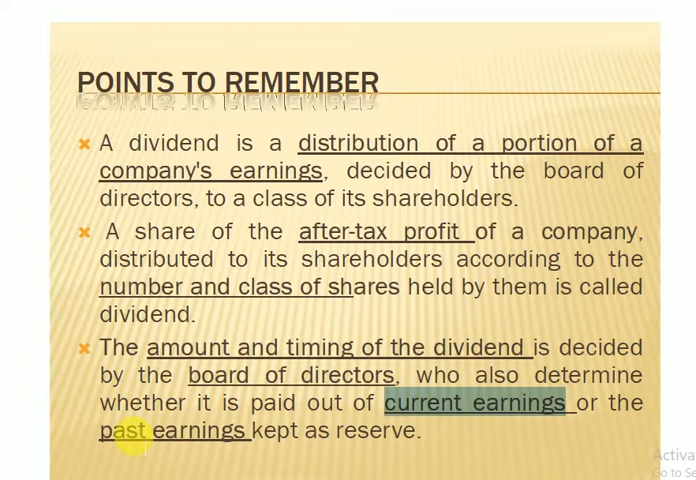 POINTS TO REMEMBER
A dividend is a distribution of a portion of a
company's earnings, decided by the board of
directors, to a class of its shareholders.
A share of the after-tax profit of a company,
distributed to its shareholders according to the
number and class of shares held by them is called
dividend.
The amount and timing of the dividend is decided
by the board of directors, who also determine
whether it is paid out of current earnings or the
past earnings kept as reserve.
Activa
Go to Se